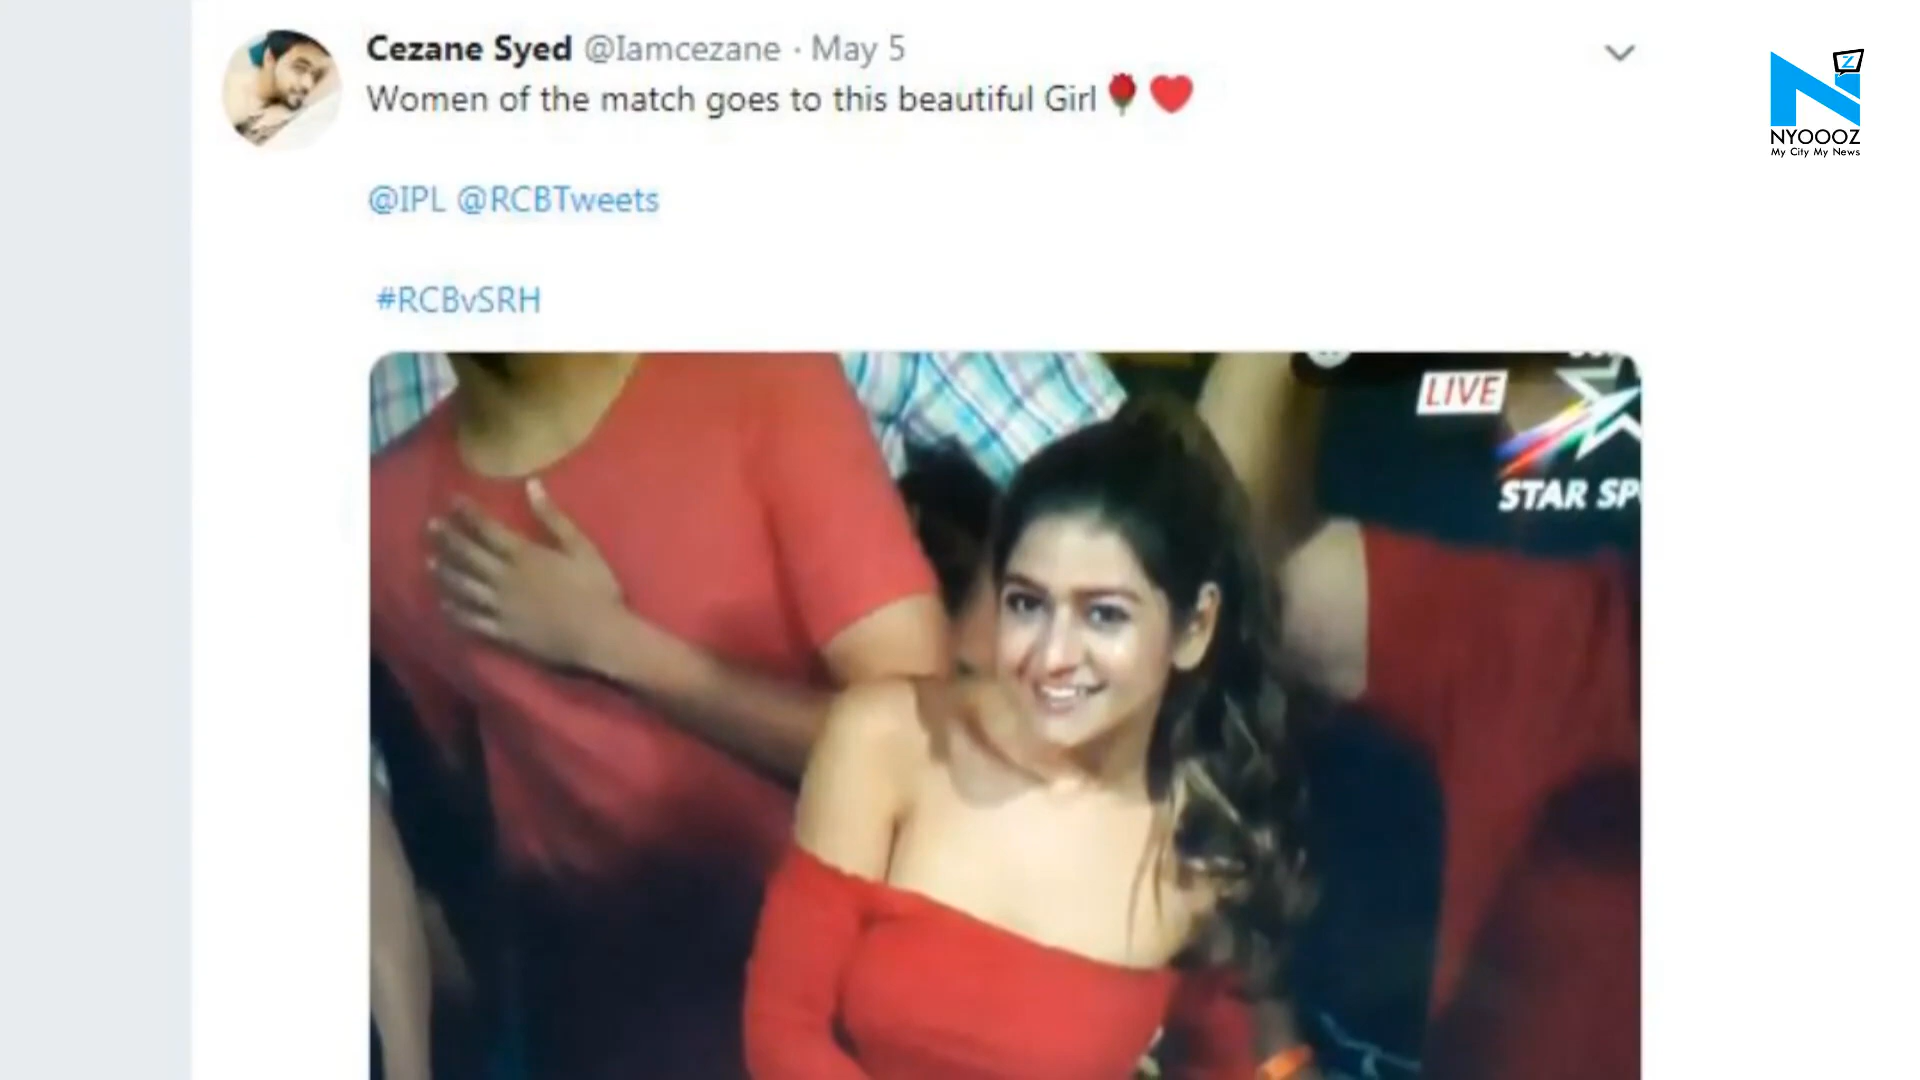 Cezane Syed @Iamcezane · May 5
Women of the match goes to this beautiful Girl🌹❤️
@IPL @RCBTweets
#RCBvSRH
LIVE
STAR SP
Z
NYOOOZ
My City My News